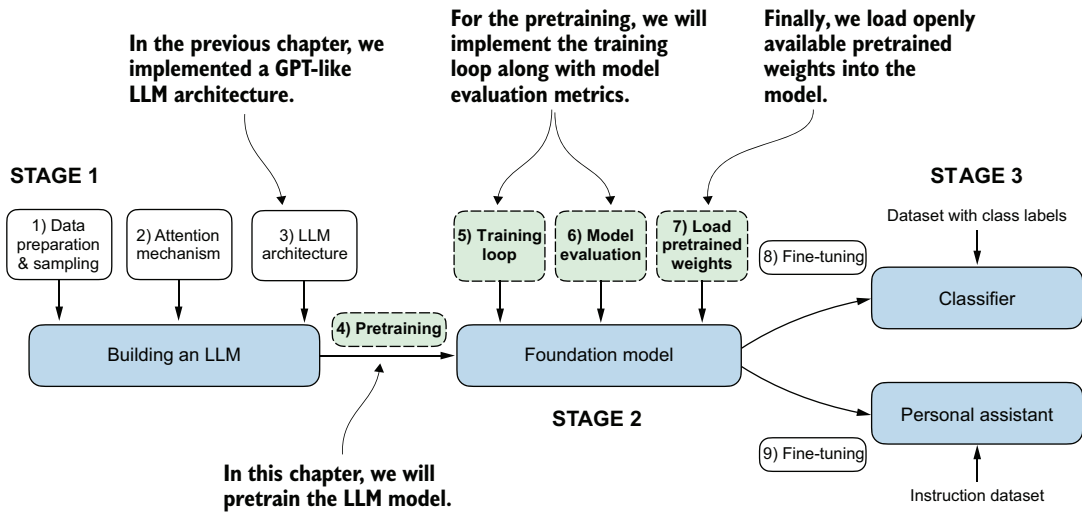 In the previous chapter, we
implemented a GPT-like
LLM architecture.
For the pretraining, we will
implement the training
loop along with model
evaluation metrics.
Finally, we load openly
available pretrained
weights into the
model.
STAGE 1
1) Data
preparation
& sampling
2) Attention
mechanism
3) LLM
architecture
Building an LLM
4) Pretraining
In this chapter, we will
pretrain the LLM model.
5) Training
loop
6) Model
evaluation
7) Load
pretrained
weights
Foundation model
STAGE 2
STAGE 3
Dataset with class labels
8) Fine-tuning
Classifier
Personal assistant
9) Fine-tuning
Instruction dataset